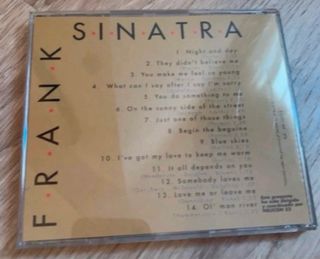 FRANK
SINATRA
1. Night and day
2. They didn't believe me
3. You make me feel so young
4. What can I say after I say I'm sorry
5. You do something to me
6. On the sunny side of the street
7. Just one of those things
8. Begin the beguine
9. Blue skies
10. I've got my love to keep me warm
11. It all depends on you
12. Somebody loves me
13. Love me or leave me
14. Ol' man river